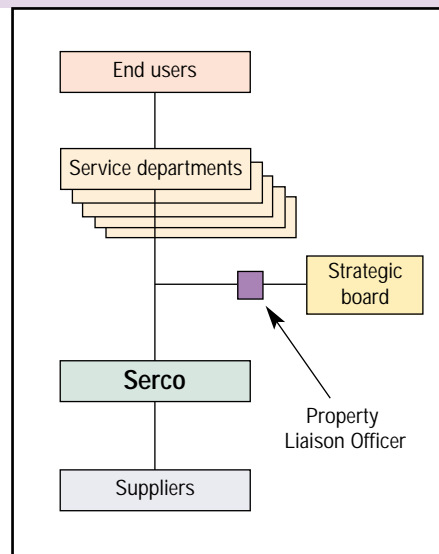 End users
Service departments
Strategic
board
Serco
Property
Liaison Officer
Suppliers